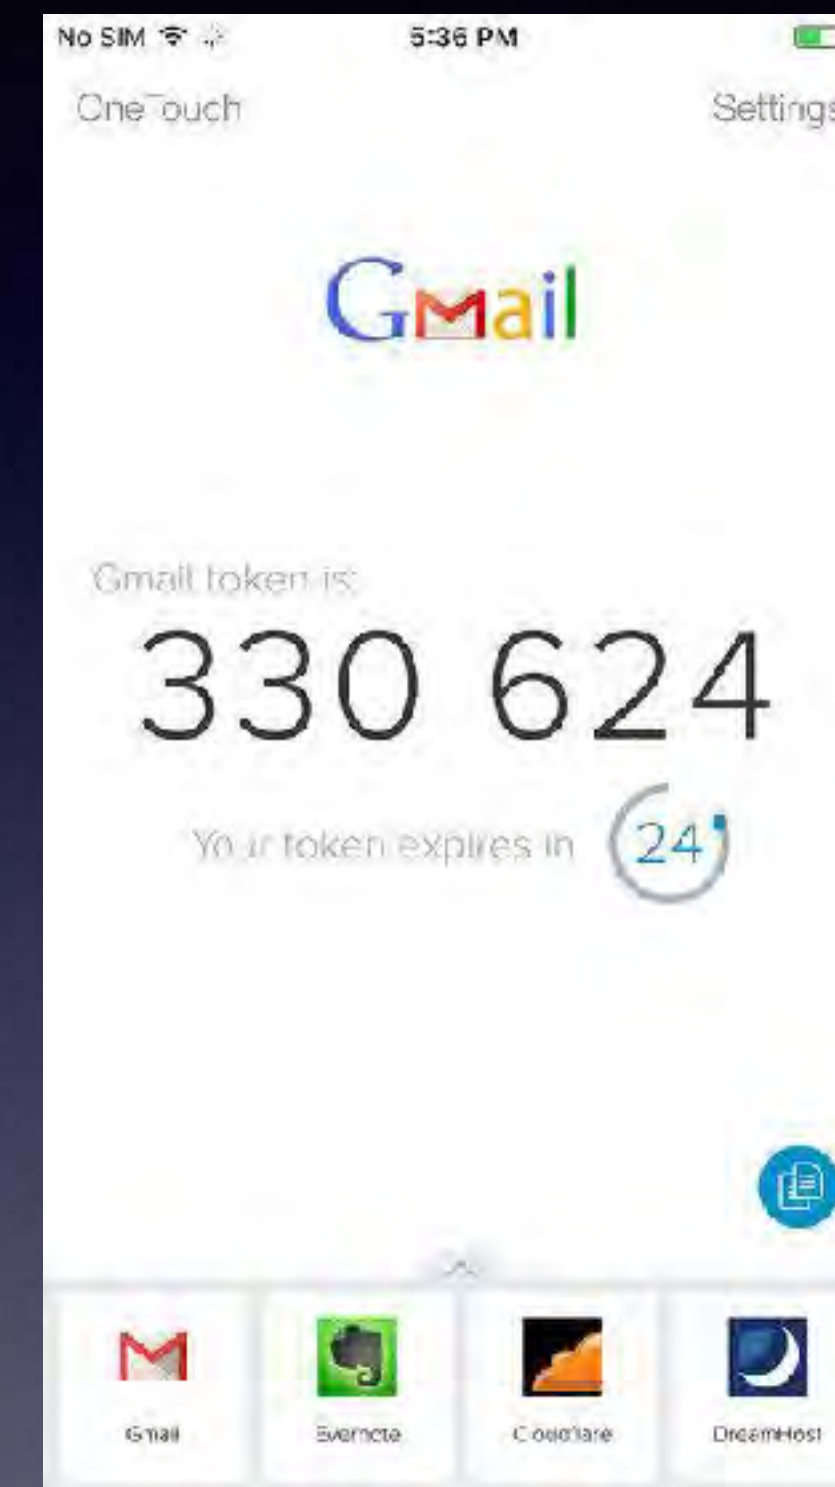 No SIM 5:36 PM
OneTouch Settings
Gmail
Gmail token is:
330 624
Your token expires in 24
Gmail Evernote Cloudflare DreamHost